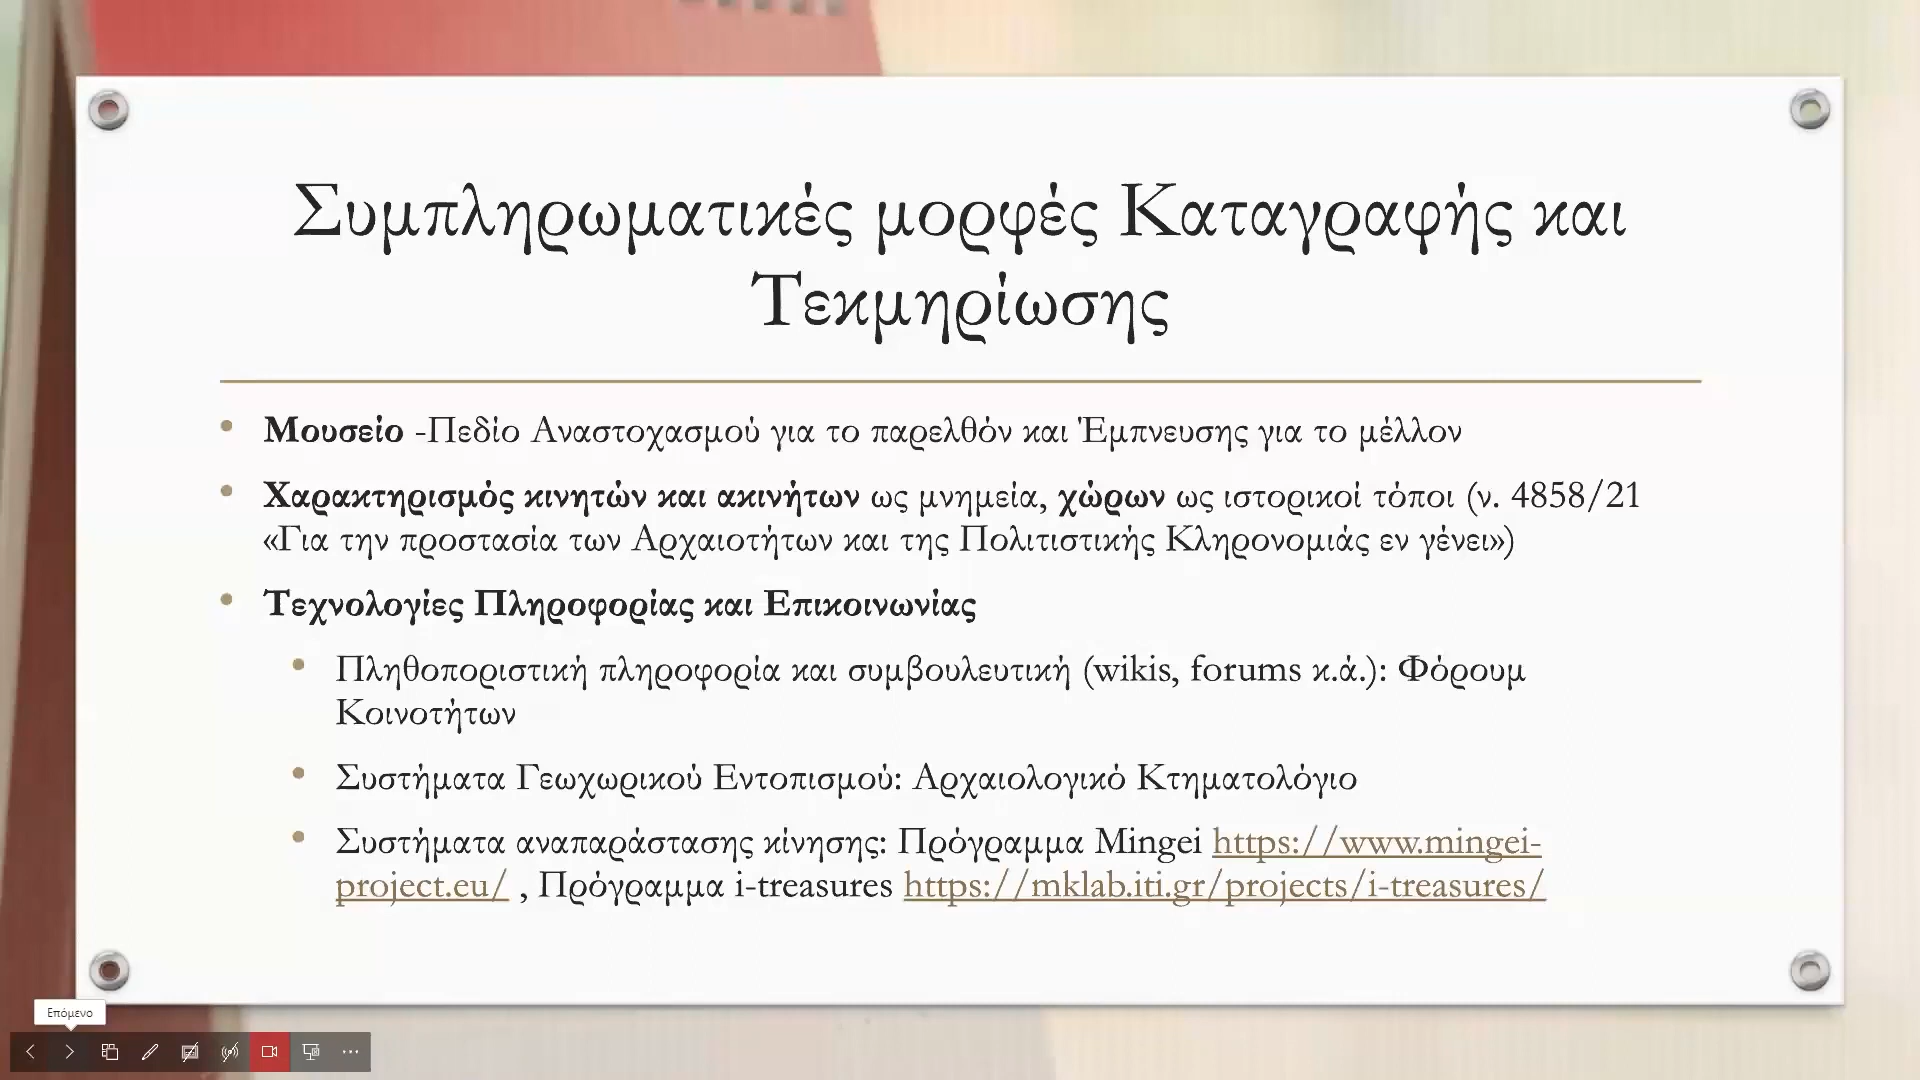 Συμπληρωματικές μορφές Καταγραφής και
Τεκμηρίωσης
• Μουσείο -Πεδίο Αναστοχασμού για το παρελθόν και Έμπνευσης για το μέλλον
• Χαρακτηρισμός κινητών και ακινήτων ως μνημεία, χώρων ως ιστορικοί τόποι (ν. 4858/21
«Για την προστασία των Αρχαιοτήτων και της Πολιτιστικής Κληρονομιάς εν γένει»)
• Τεχνολογίες Πληροφορίας και Επικοινωνίας
• Πληθοποριστική πληροφορία και συμβουλευτική (wikis, forums κ.ά.): Φόρουμ
Κοινοτήτων
• Συστήματα Γεωχωρικού Εντοπισμού: Αρχαιολογικό Κτηματολόγιο
• Συστήματα αναπαράστασης κίνησης: Πρόγραμμα Mingei https://www.mingei-
project.eu/ , Πρόγραμμα i-treasures https://mklab.iti.gr/projects/i-treasures/
Επόμενο